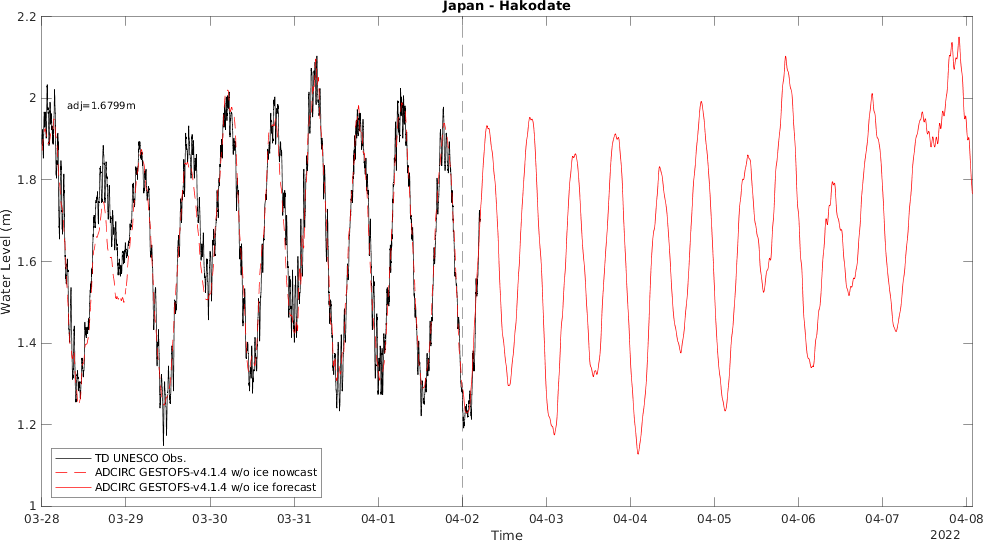 Japan - Hakodate
2.2
2
1.8
1.6
1.4
1.2
1
Water Level (m)
adj=1.6799m
TD UNESCO Obs.
ADCIRC GESTOFS-v4.1.4 w/o ice nowcast
ADCIRC GESTOFS-v4.1.4 w/o ice forecast
03-28 03-29 03-30 03-31 04-01 04-02 04-03 04-04 04-05 04-06 04-07 04-08
Time
2022